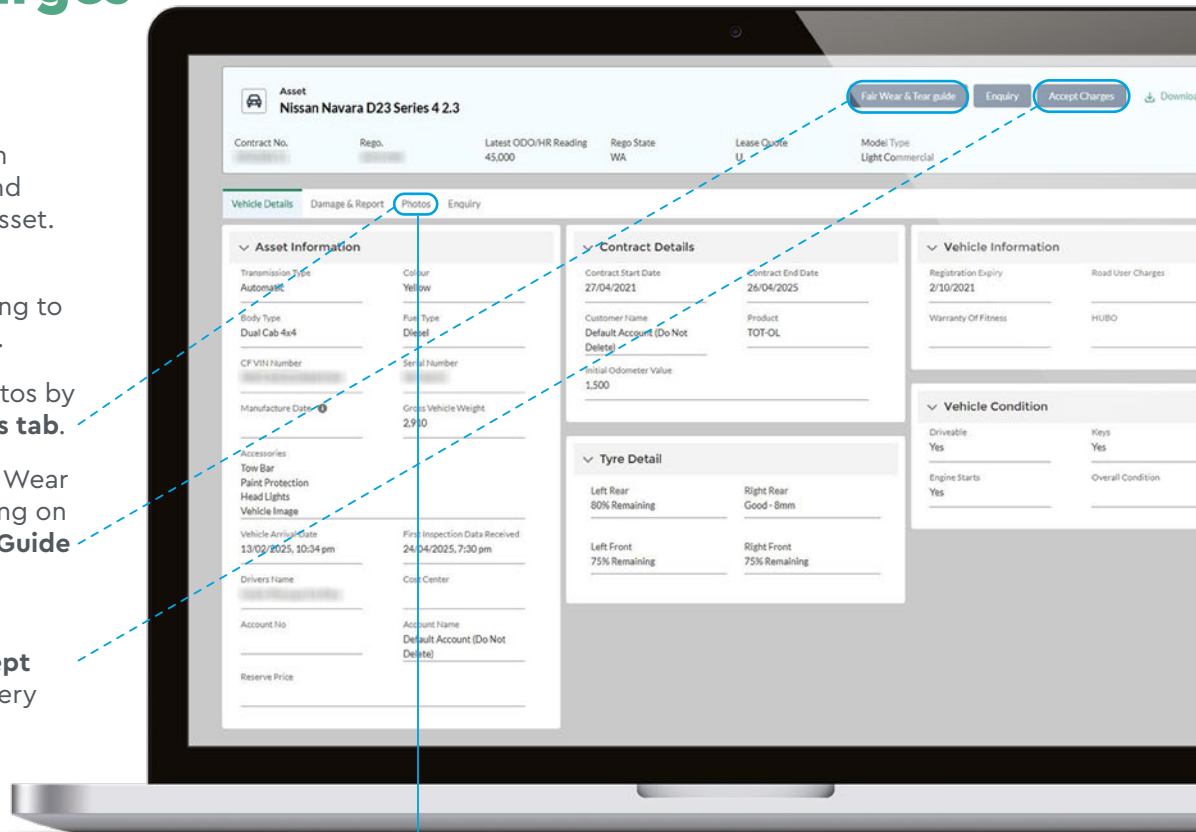 n
nd
sset.
ng to
.
tos by
s tab.
Wear
ng on
Guide
ept
ery
Asset
Nissan Navara D23 Series 4 2.3
Fair Wear & Tear guide
Enquiry
Accept Charges
Contract No.
Rego.
Latest ODO/HR Reading
45,000
Rego State
WA
Lease Quote
U
Model Type
Light Commercial
Vehicle Details
Damage & Report
Photos
Enquiry
Asset Information
Transmission Type
Automatic
Colour
Yellow
Body Type
Dual Cab 4x4
Fuel Type
Diesel
CF VIN Number
Serial Number
Manufacture Date
Gross Vehicle Weight
2,910
Accessories
Tow Bar
Paint Protection
Head Lights
Vehicle Image
Vehicle Arrival Date
13/02/2025, 10:34 pm
First Inspection Data Received
24/04/2025, 7:30 pm
Drivers Name
Cost Center
Account No
Account Name
Default Account (Do Not
Delete)
Reserve Price
Contract Details
Contract Start Date
27/04/2021
Contract End Date
26/04/2025
Customer Name
Default Account (Do Not
Delete)
Product
TOT-OL
Initial Odometer Value
1,500
Tyre Detail
Left Rear
80% Remaining
Right Rear
Good - 8mm
Left Front
75% Remaining
Right Front
75% Remaining
Vehicle Information
Registration Expiry
2/10/2021
Road User Charges
Warranty Of Fitness
HUBO
Vehicle Condition
Driveable
Yes
Keys
Yes
Engine Starts
Yes
Overall Condition